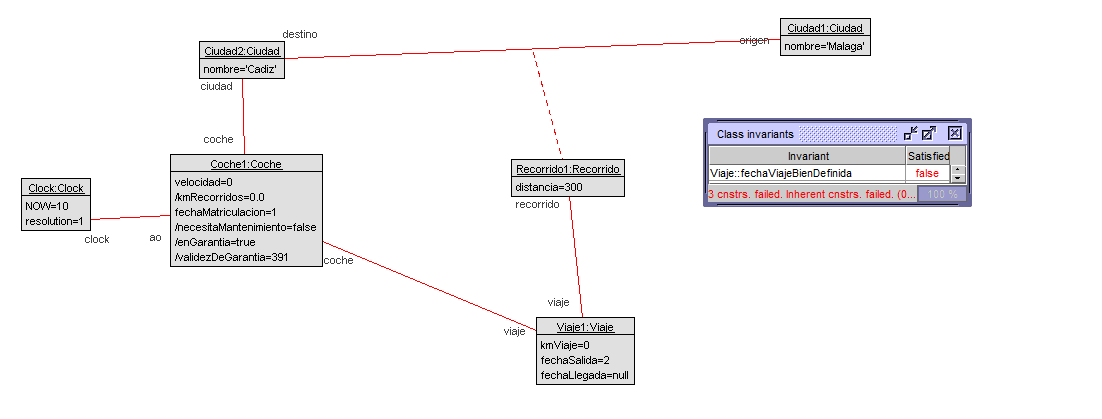 Ciudad1:Ciudad
nombre='Malaga'
origen
destino
Ciudad2:Ciudad
nombre='Cadiz'
ciudad
coche
Coche1:Coche
velocidad=0
/kmRecorridos=0.0
fechaMatriculacion=1
/necesitaMantenimiento=false
/enGarantia=true
/validezDeGarantia=391
Clock:Clock
NOW=10
resolution=1
clock
ao
coche
Recorrido1:Recorrido
distancia=300
recorrido
viaje
viaje
Viaje1:Viaje
kmViaje=0
fechaSalida=2
fechaLlegada=null
Class invariants
Invariant Satisfied
Viaje::fechaViajeBienDefinida false
3 cnstrs. failed. Inherent cnstrs. failed. (0... 100 %